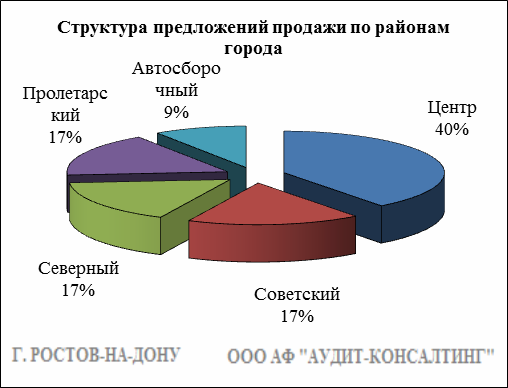 Структура предложений продажи по районам
города
Автосборо
чный
9%
Пролетарс
кий
17%
Центр
40%
Северный
17%
Советский
17%
Г. РОСТОВ-НА-ДОНУ
ООО АФ "АУДИТ-КОНСАЛТИНГ"